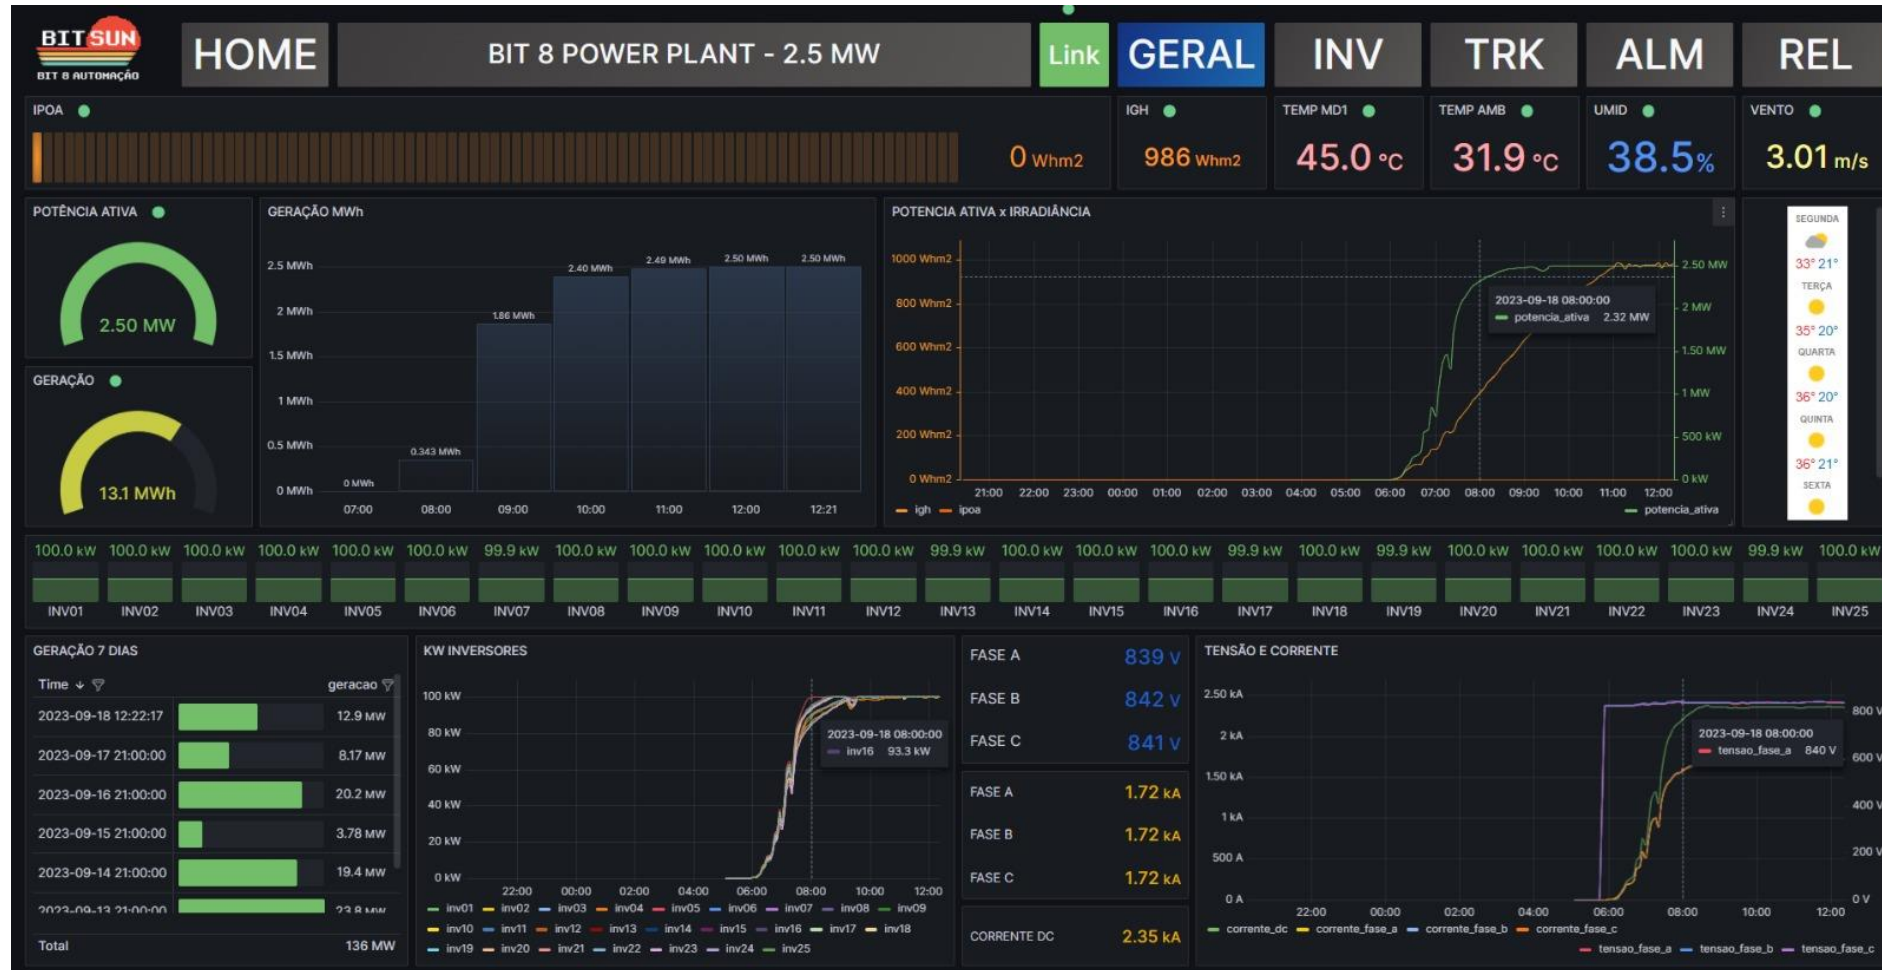 BIT SUN
BIT 8 AUTOMAÇÃO
HOME
BIT 8 POWER PLANT - 2.5 MW
Link
GERAL
INV
TRK
ALM
REL
IPOA
0 Whm2
IGH
986 Whm2
TEMP MD1
45.0 °C
TEMP AMB
31.9 °C
UMID
38.5%
VENTO
3.01 m/s
POTÊNCIA ATIVA
2.50 MW
GERAÇÃO
13.1 MWh
GERAÇÃO MWh
2.5 MWh
2 MWh
1.5 MWh
1 MWh
0.5 MWh
0 MWh
0 MWh
0.343 MWh
1.86 MWh
2.40 MWh
2.49 MWh
2.50 MWh
2.50 MWh
07:00 08:00 09:00 10:00 11:00 12:00 12:21
POTENCIA ATIVA x IRRADIÂNCIA
1000 Whm2
800 Whm2
600 Whm2
400 Whm2
200 Whm2
0 Whm2
2.50 MW
2 MW
1.50 MW
1 MW
500 kW
0 kW
2023-09-18 08:00:00
potencia_ativa 2.32 MW
21:00 22:00 23:00 00:00 01:00 02:00 03:00 04:00 05:00 06:00 07:00 08:00 09:00 10:00 11:00 12:00
igh ipoa
potencia_ativa
SEGUNDA
33° 21°
TERÇA
35° 20°
QUARTA
36° 20°
QUINTA
36° 21°
SEXTA
100.0 kW 100.0 kW 100.0 kW 100.0 kW 100.0 kW 100.0 kW 99.9 kW 100.0 kW 100.0 kW 100.0 kW 100.0 kW 100.0 kW 99.9 kW 100.0 kW 100.0 kW 100.0 kW 99.9 kW 100.0 kW 99.9 kW 100.0 kW 100.0 kW 100.0 kW 100.0 kW 99.9 kW 100.0 kW
INV01 INV02 INV03 INV04 INV05 INV06 INV07 INV08 INV09 INV10 INV11 INV12 INV13 INV14 INV15 INV16 INV17 INV18 INV19 INV20 INV21 INV22 INV23 INV24 INV25
GERAÇÃO 7 DIAS
Time geracao
2023-09-18 12:22:17 12.9 MW
2023-09-17 21:00:00 8.17 MW
2023-09-16 21:00:00 20.2 MW
2023-09-15 21:00:00 3.78 MW
2023-09-14 21:00:00 19.4 MW
2023-09-13 21:00:00 23.8 MW
Total 136 MW
KW INVERSORES
100 kW
80 kW
60 kW
40 kW
20 kW
0 kW
2023-09-18 08:00:00
inv16 93.3 kW
22:00 00:00 02:00 04:00 06:00 08:00 10:00 12:00
inv01 inv02 inv03 inv04 inv05 inv06 inv07 inv08 inv09
inv10 inv11 inv12 inv13 inv14 inv15 inv16 inv17 inv18
inv19 inv20 inv21 inv22 inv23 inv24 inv25
FASE A 839 V
FASE B 842 V
FASE C 841 V
FASE A 1.72 kA
FASE B 1.72 kA
FASE C 1.72 kA
CORRENTE DC 2.35 kA
TENSÃO E CORRENTE
2.50 kA
2 kA
1.50 kA
1 kA
500 A
0 A
800 V
600 V
400 V
200 V
0 V
2023-09-18 08:00:00
tensao_fase_a 840 V
22:00 00:00 02:00 04:00 06:00 08:00 10:00 12:00
corrente_dc corrente_fase_a corrente_fase_b corrente_fase_c
tensao_fase_a tensao_fase_b tensao_fase_c